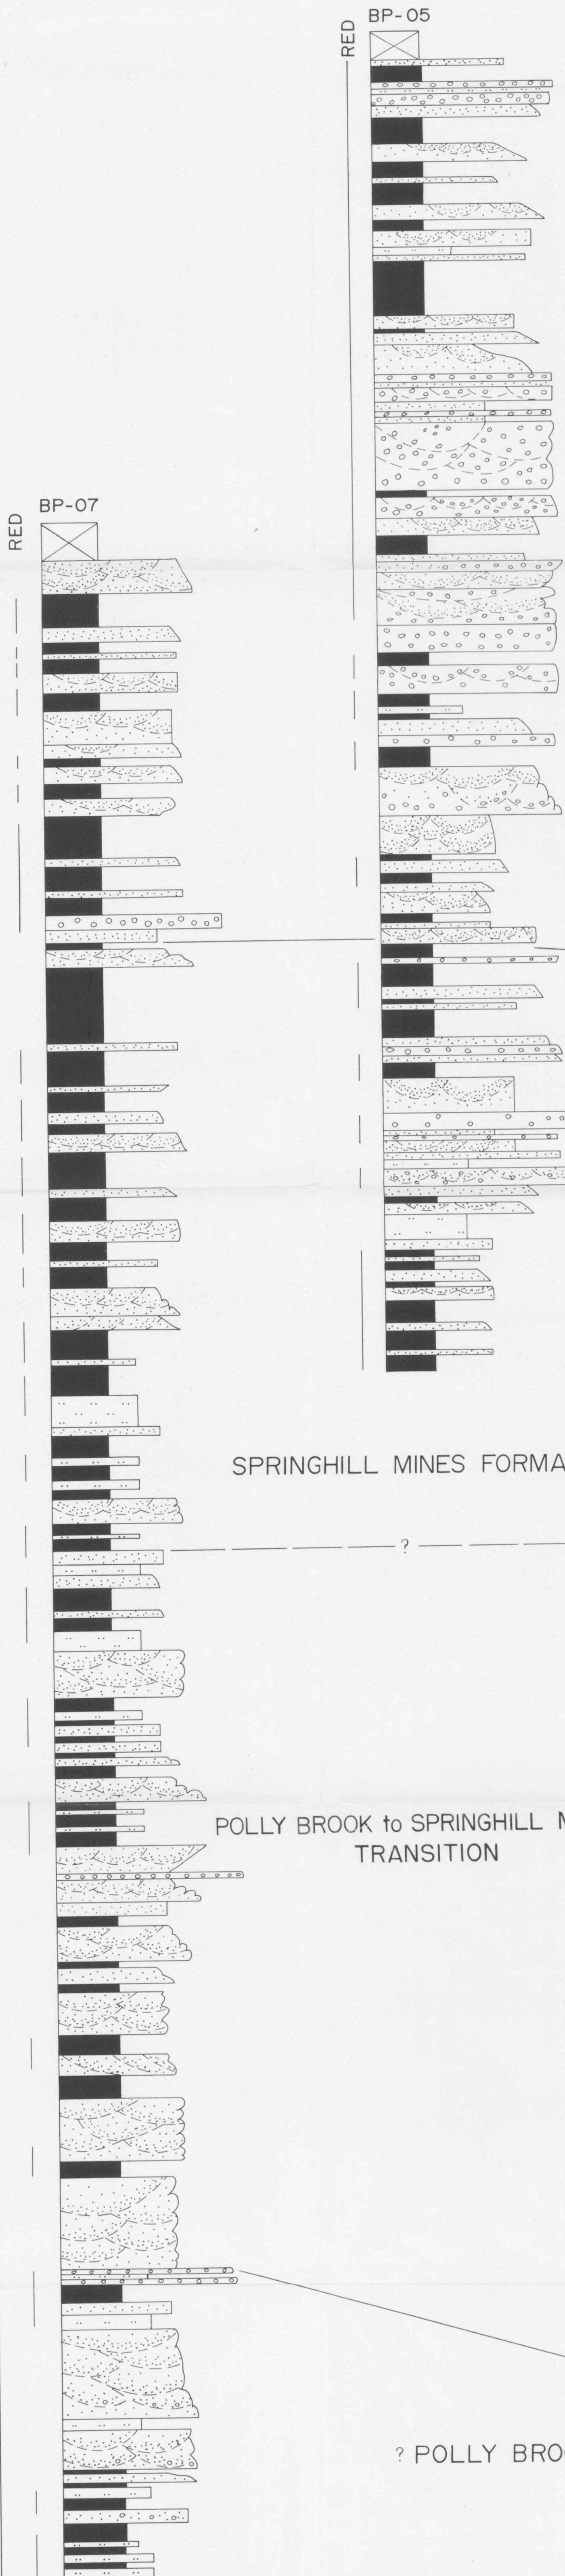 BP-05
RED
BP-07
RED
SPRINGHILL MINES FORMA
?
POLLY BROOK to SPRINGHILL M
TRANSITION
? POLLY BRO